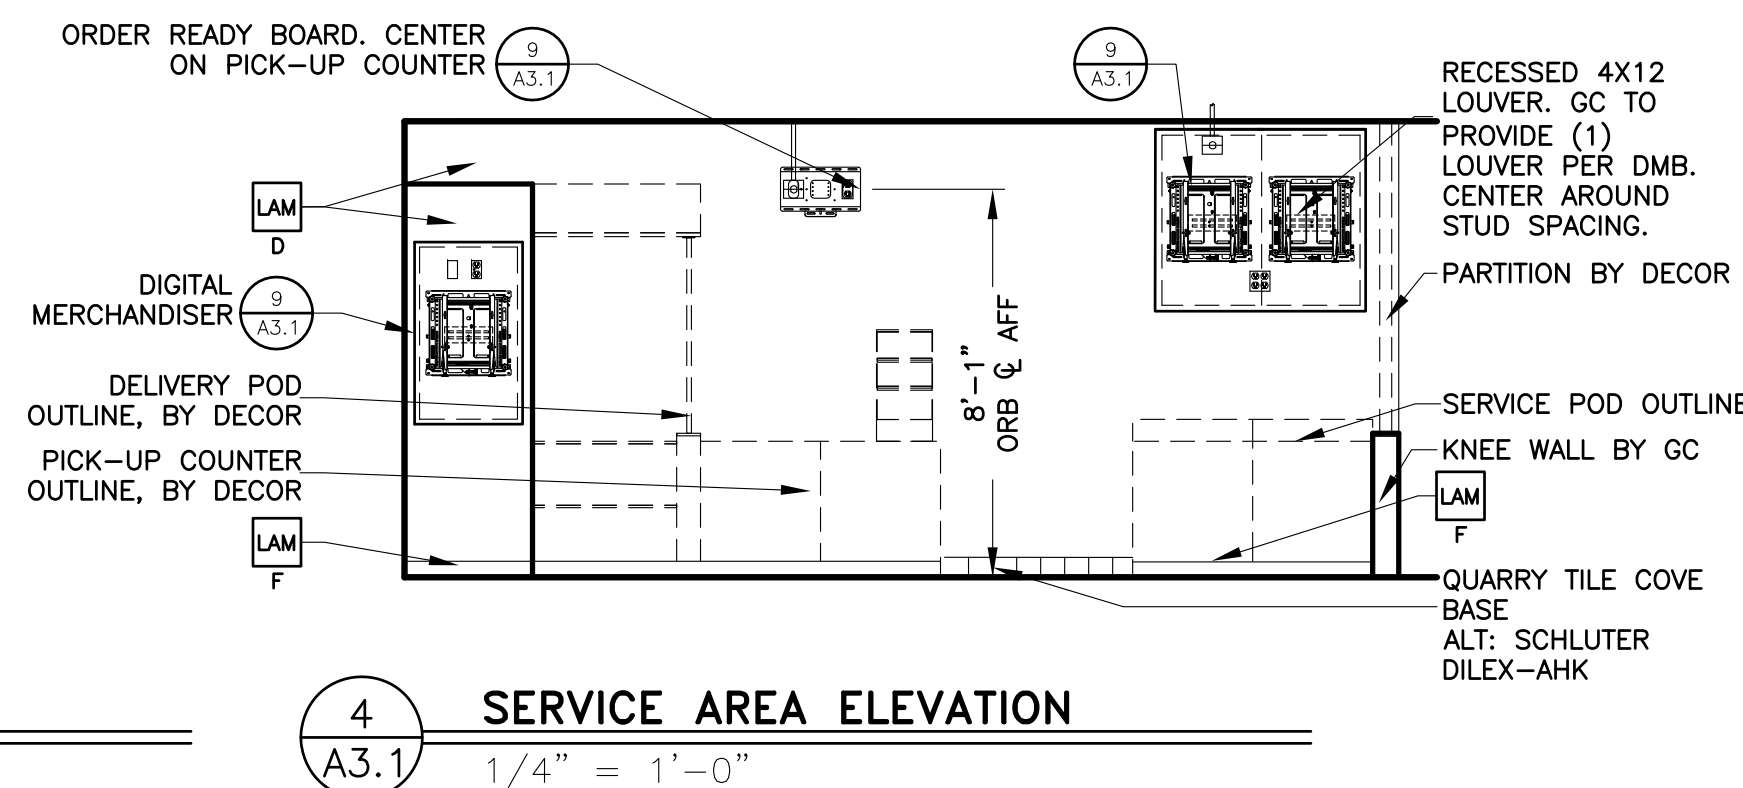 ORDER READY BOARD. CENTER
ON PICK-UP COUNTER
9
A3.1
9
A3.1
RECESSED 4X12
LOUVER. GC TO
PROVIDE (1)
LOUVER PER DMB.
CENTER AROUND
STUD SPACING.
LAM
D
PARTITION BY DECOR
DIGITAL
MERCHANDISER
9
A3.1
8'-1"
ORB ℄ AFF
DELIVERY POD
OUTLINE, BY DECOR
SERVICE POD OUTLINE
KNEE WALL BY GC
PICK-UP COUNTER
OUTLINE, BY DECOR
LAM
F
LAM
F
QUARRY TILE COVE
BASE
ALT: SCHLUTER
DILEX-AHK
4
A3.1
SERVICE AREA ELEVATION
1/4" = 1'-0"